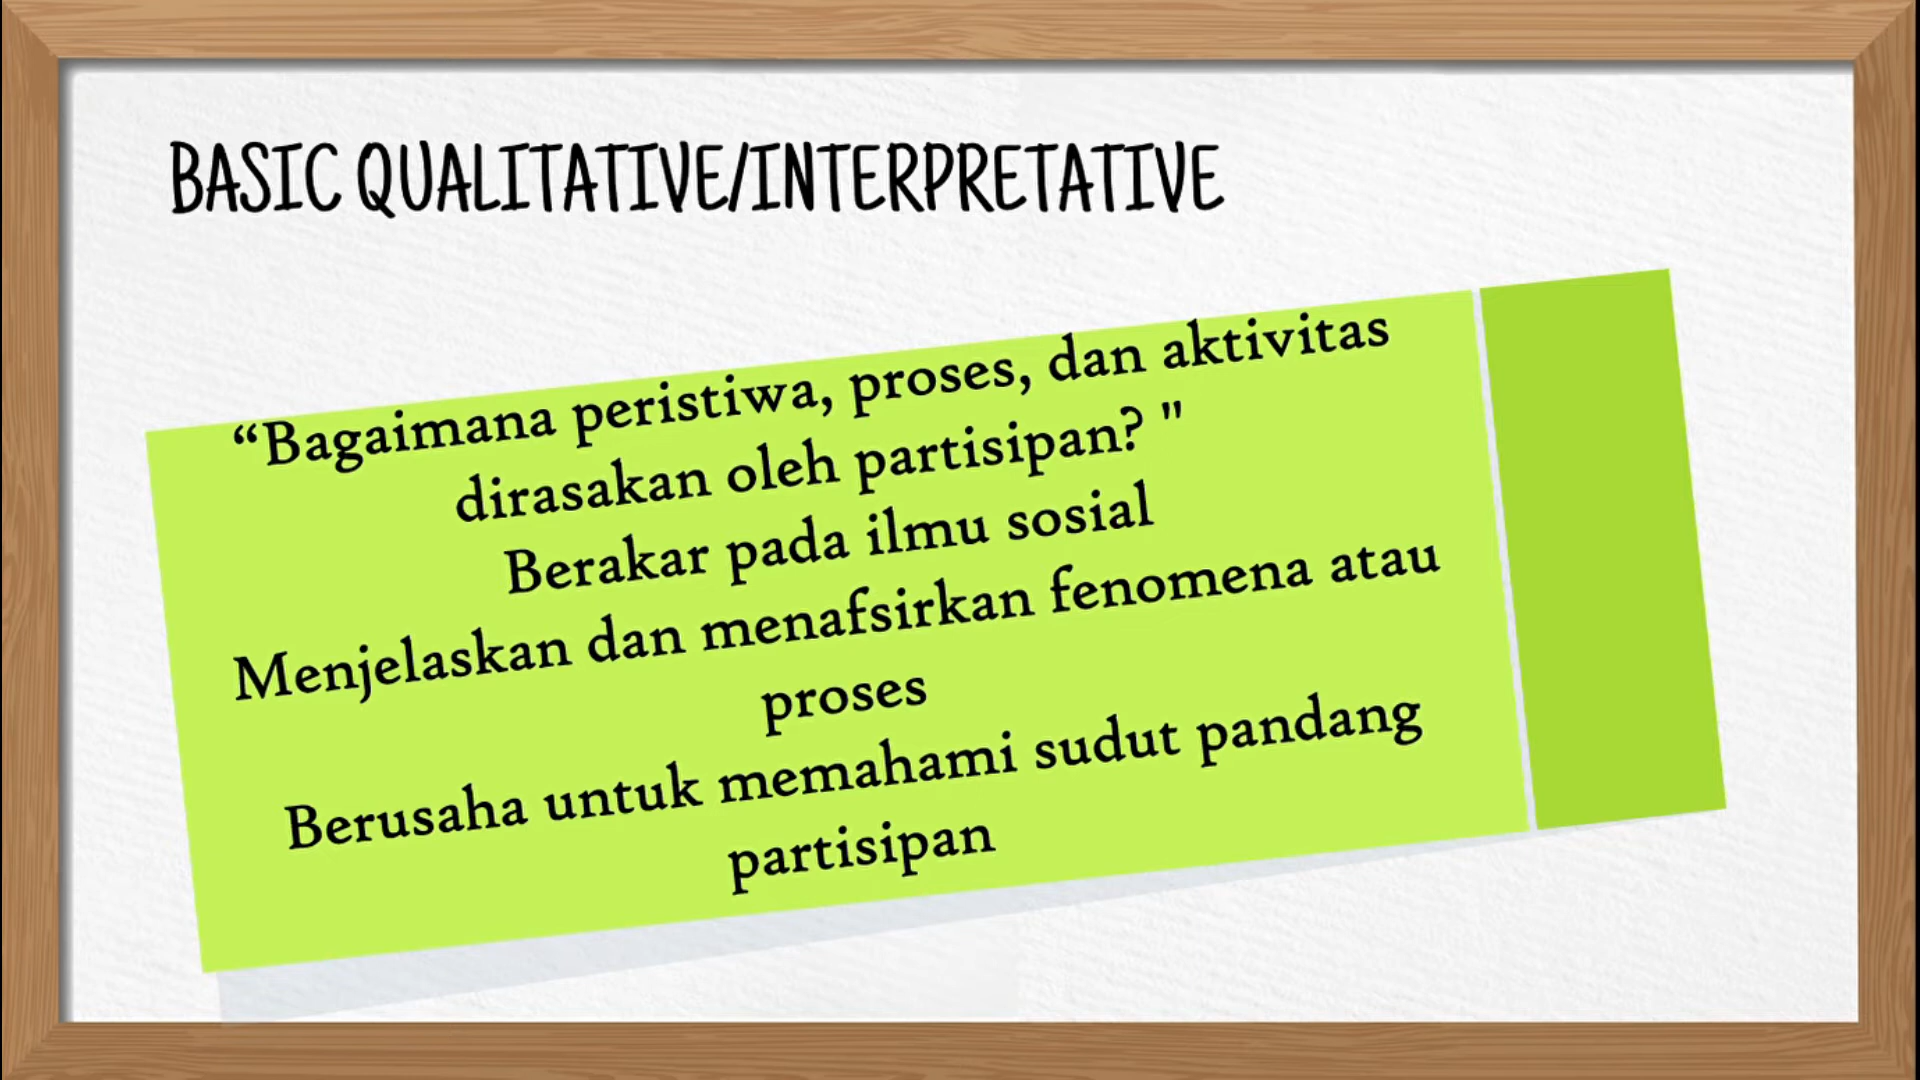 BASIC QUALITATIVE/INTERPRETATIVE
“Bagaimana peristiwa, proses, dan aktivitas
dirasakan oleh partisipan? "
Berakar pada ilmu sosial
Menjelaskan dan menafsirkan fenomena atau
proses
Berusaha untuk memahami sudut pandang
partisipan